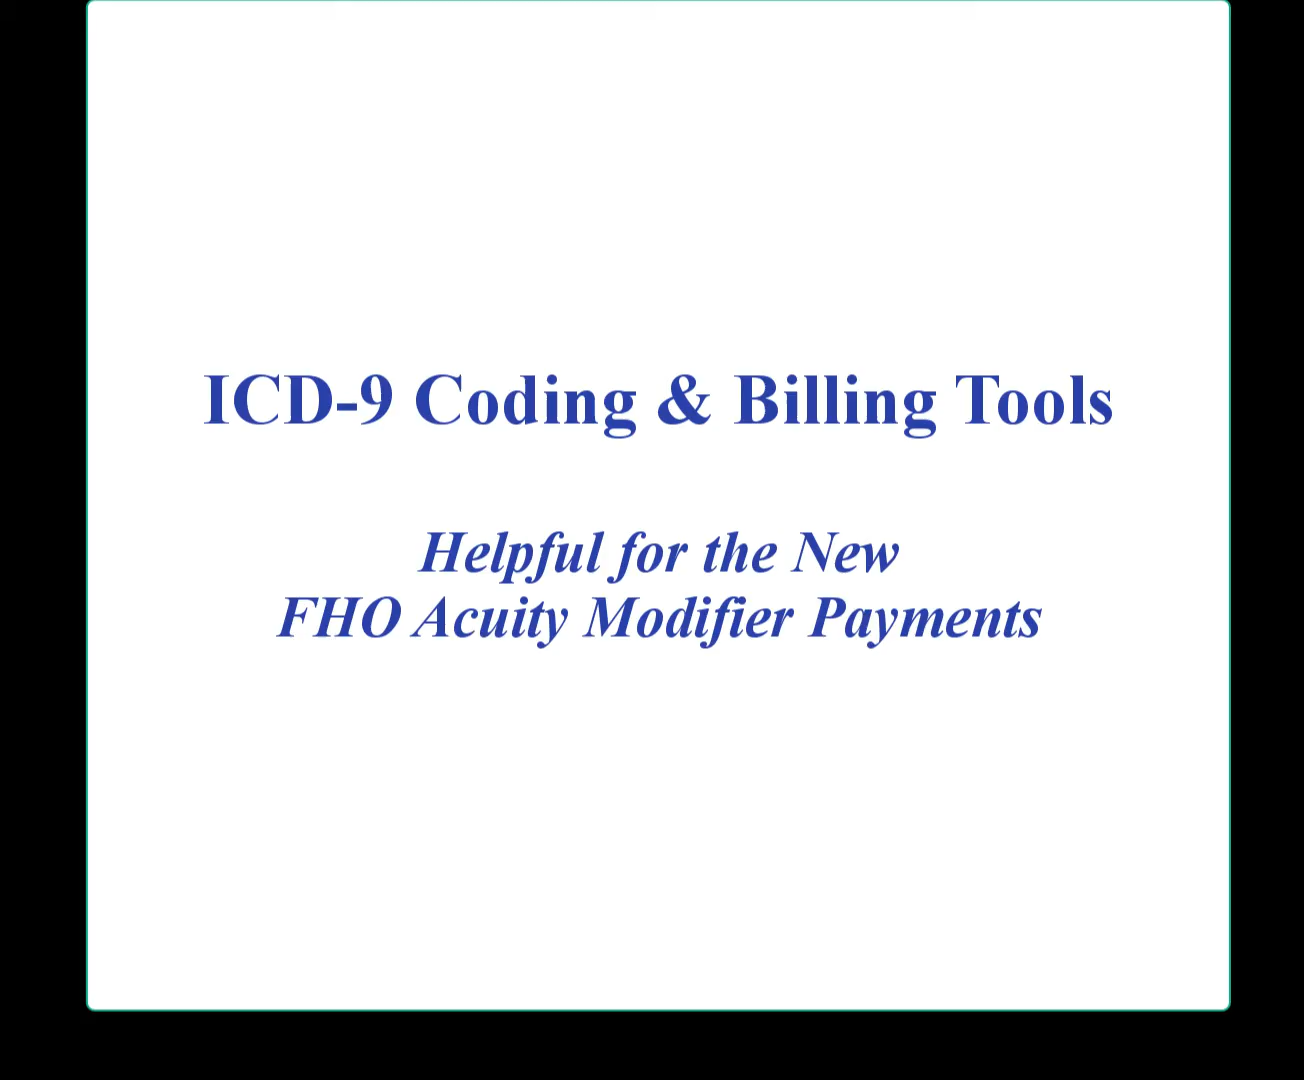 ICD-9 Coding & Billing Tools
Helpful for the New
FHO Acuity Modifier Payments